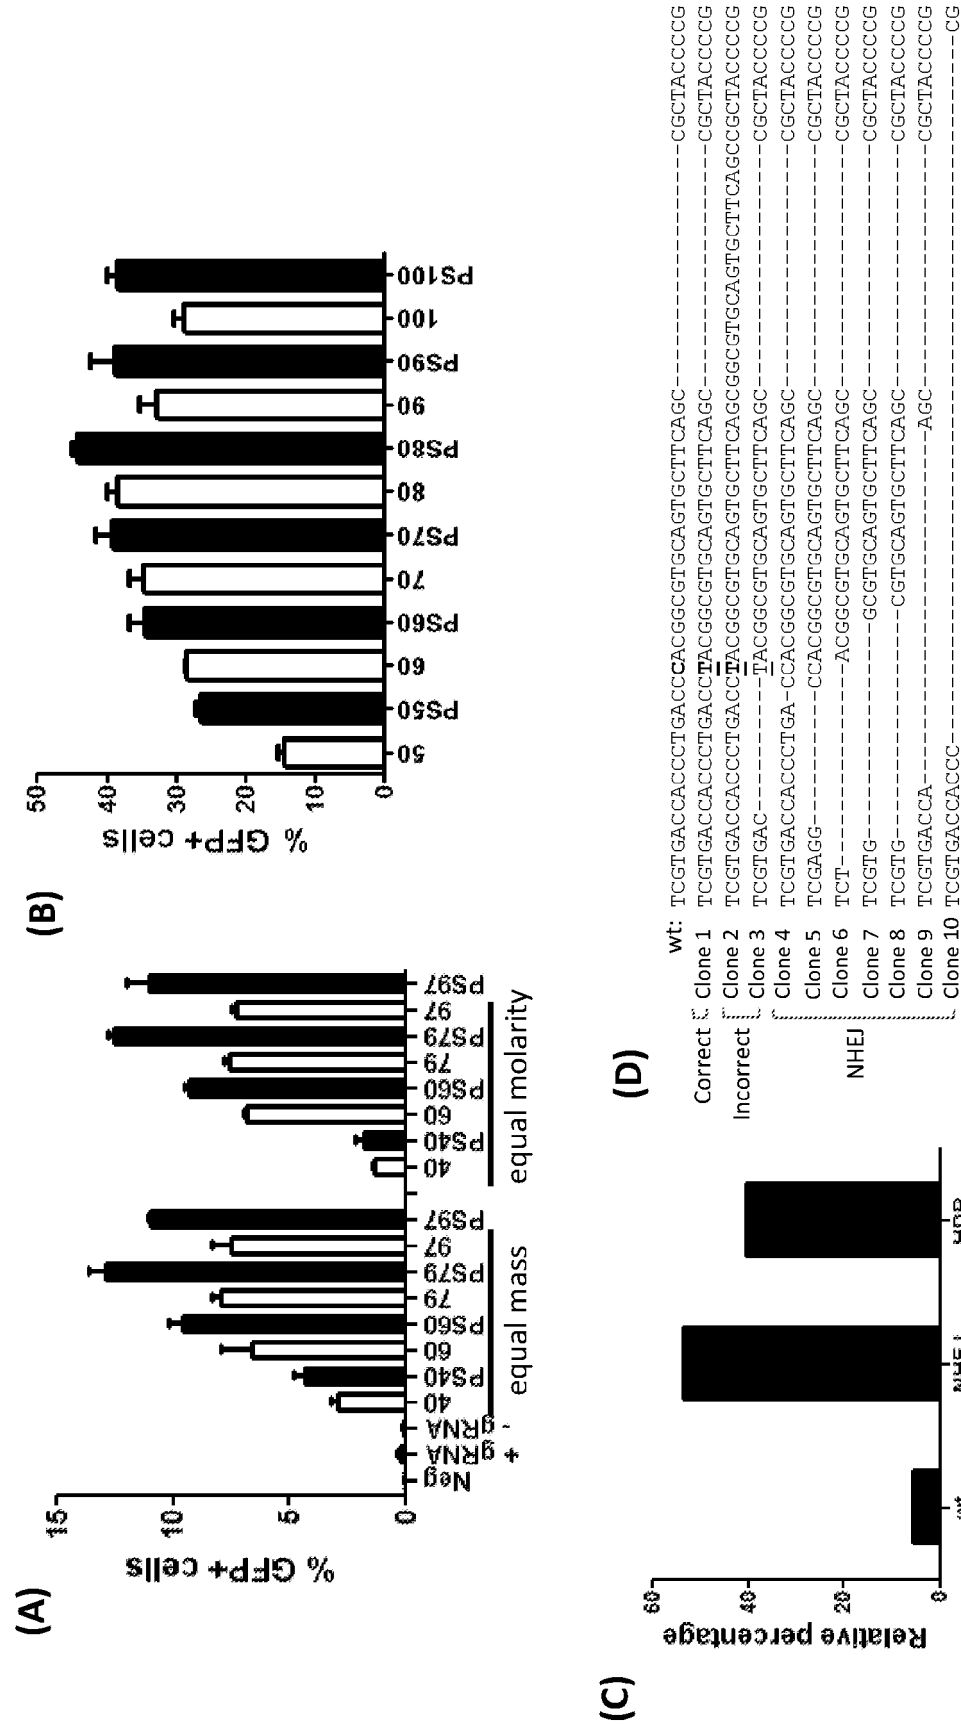 (A)
% GFP+ cells
15
10
5
0
Neg
+ gRNA
- gRNA
40
PS40
60
PS60
79
PS79
97
PS97
40
PS40
60
PS60
79
PS79
97
PS97
equal mass
equal molarity
(B)
% GFP+ cells
50
40
30
20
10
0
50
PS50
60
PS60
70
PS70
80
PS80
90
PS90
100
PS100
(C)
Relative percentage
60
40
20
0
wt
NHEJ
HDR
(D)
wt: TCGTGACCACCCTGACCCACGGCGTGCAGTGCTTCAGC------------------CGCTACCCCG
Correct
Clone 1 TCGTGACCACCCTGACCTACGGCGTGCAGTGCTTCAGC------------------CGCTACCCCG
Incorrect
Clone 2 TCGTGACCACCCTGACCTACGGCGTGCAGTGCTTCAGCGGCGTGCAGTGCTTCAGCCGCTACCCCG
Clone 3 TCGTGAC----------TACGGCGTGCAGTGCTTCAGC------------------CGCTACCCCG
NHEJ
Clone 4 TCGTGACCACCCTGA-CCACGGCGTGCAGTGCTTCAGC------------------CGCTACCCCG
Clone 5 TCGAGG----------CCACGGCGTGCAGTGCTTCAGC------------------CGCTACCCCG
Clone 6 TCT---------------ACGGCGTGCAGTGCTTCAGC------------------CGCTACCCCG
Clone 7 TCGTG----------------GCGTGCAGTGCTTCAGC------------------CGCTACCCCG
Clone 8 TCGTG-----------------CGTGCAGTGCTTCAGC------------------CGCTACCCCG
Clone 9 TCGTGACCA--------------------------AGC------------------CGCTACCCCG
Clone 10 TCGTGACCACCC----------------------------------------------------CG